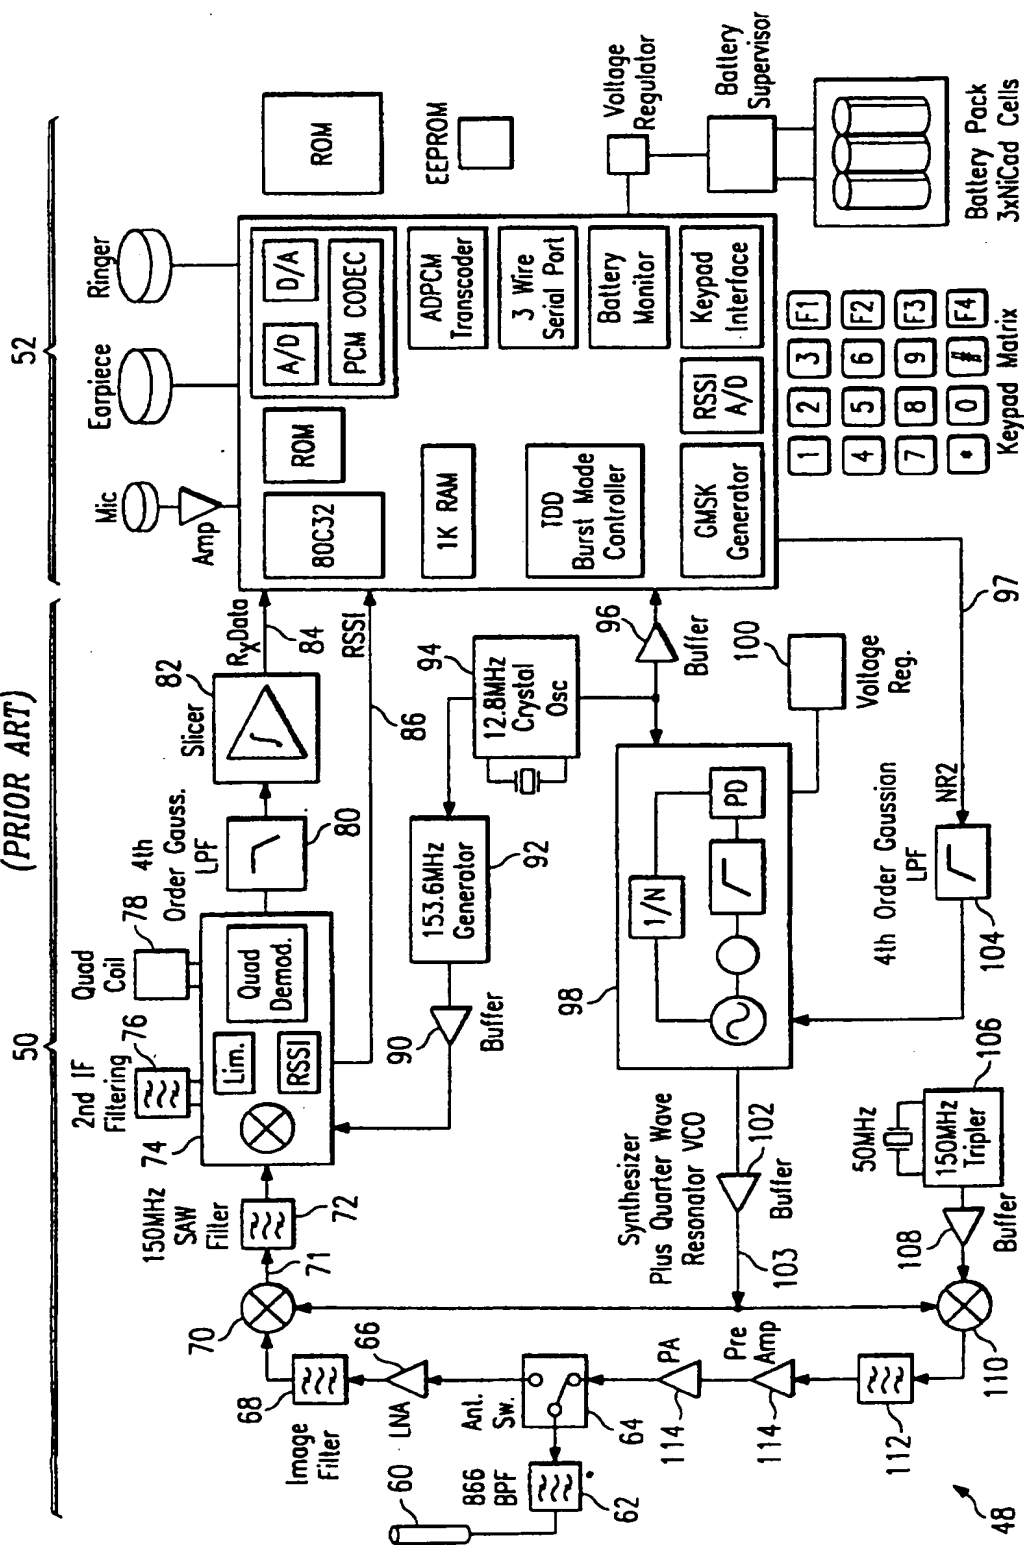 (PRIOR ART)
50
52
60
866
BPF
62
Ant.
Sw.
64
LNA
66
68
Image
Filter
70
71
150MHz
SAW
Filter
72
74
2nd IF
Filtering
76
Quad
Coil
78
Lim.
RSSI
Quad
Demod.
4th
Order Gauss.
LPF
80
Slicer
82
RxData
84
RSSI
86
Mic
Amp
Earpiece
Ringer
80C32
ROM
A/D
D/A
PCM CODEC
1K RAM
ADPCM
Transcoder
3 Wire
Serial Port
TDD
Burst Mode
Controller
Battery
Monitor
GMSK
Generator
RSSI
A/D
Keypad
Interface
ROM
EEPROM
Voltage
Regulator
Battery
Supervisor
Battery Pack
3xNiCad Cells
1 2 3 F1
4 5 6 F2
7 8 9 F3
* 0 # F4
Keypad Matrix
90
Buffer
153.6MHz
Generator
92
12.8MHz
Crystal
Osc
94
96
Buffer
98
1/N
PD
100
Voltage
Reg.
Synthesizer
Plus Quarter Wave
Resonator VCO
102
Buffer
103
4th Order Gaussian
LPF
NR2
104
97
50MHz
150MHz
Tripler
106
108
Buffer
110
112
Pre
Amp
114
PA
114
48